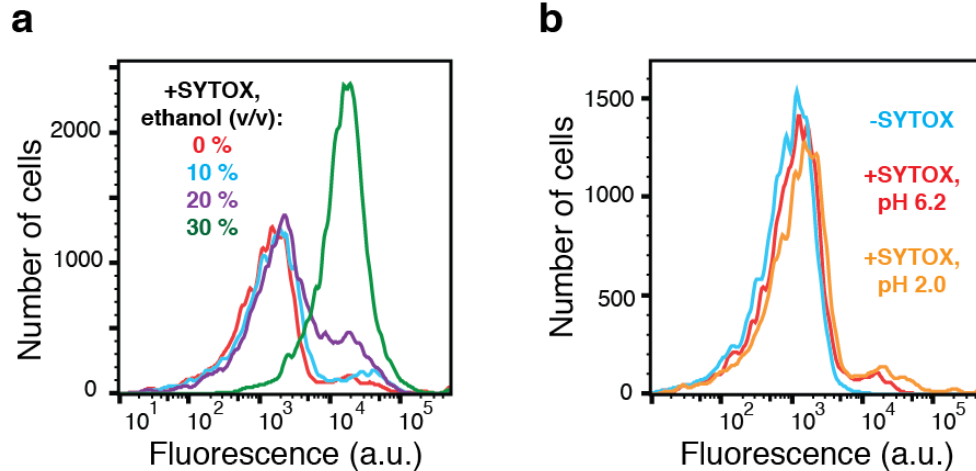 a
+SYTOX,
ethanol (v/v):
0 %
10 %
20 %
30 %
2000
1000
0
Number of cells
10¹ 10² 10³ 10⁴ 10⁵
Fluorescence (a.u.)
b
-SYTOX
+SYTOX,
pH 6.2
+SYTOX,
pH 2.0
1500
1000
500
0
Number of cells
10² 10³ 10⁴ 10⁵
Fluorescence (a.u.)